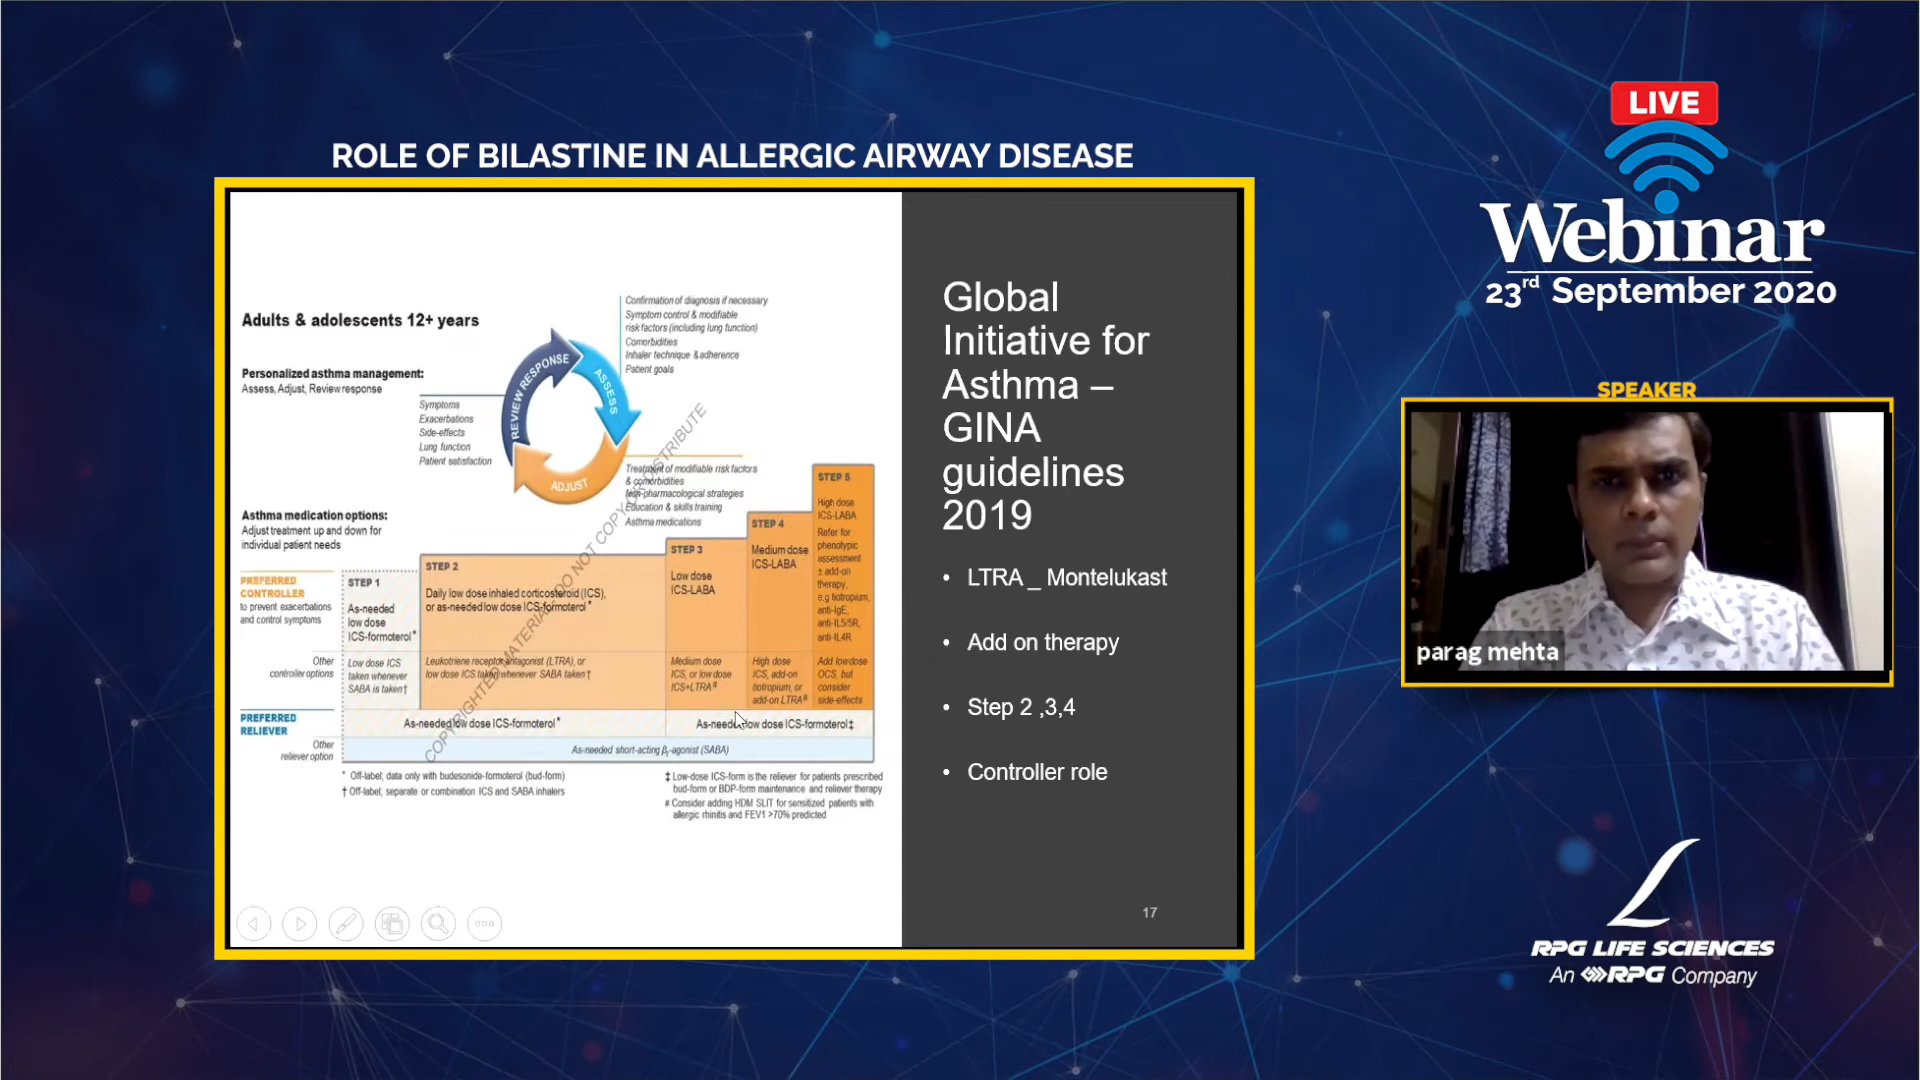 ROLE OF BILASTINE IN ALLERGIC AIRWAY DISEASE
LIVE
Webinar
23rd September 2020
SPEAKER
parag mehta
RPG LIFE SCIENCES
An RPG Company
Adults & adolescents 12+ years
Personalized asthma management:
Assess, Adjust, Review response
Symptoms
Exacerbations
Side-effects
Lung function
Patient satisfaction
REVIEW RESPONSE
ASSESS
ADJUST
Confirmation of diagnosis if necessary
Symptom control & modifiable
risk factors (including lung function)
Comorbidities
Inhaler technique & adherence
Patient goals
Treatment of modifiable risk factors
& comorbidities
Non-pharmacological strategies
Education & skills training
Asthma medications
Asthma medication options:
Adjust treatment up and down for
individual patient needs
PREFERRED
CONTROLLER
to prevent exacerbations
and control symptoms
STEP 1
As-needed
low dose
ICS-formoterol *
STEP 2
Daily low dose inhaled corticosteroid (ICS),
or as-needed low dose ICS-formoterol *
STEP 3
Low dose
ICS-LABA
STEP 4
Medium dose
ICS-LABA
STEP 5
High dose
ICS-LABA
Refer for
phenotypic
assessment
± add-on
therapy,
e.g tiotropium,
anti-IgE,
anti-IL5/5R,
anti-IL4R
Other
controller options
Low dose ICS
taken whenever
SABA is taken†
Leukotriene receptor antagonist (LTRA), or
low dose ICS taken whenever SABA taken†
Medium dose
ICS, or low dose
ICS+LTRA #
High dose
ICS, add-on
tiotropium, or
add-on LTRA #
Add low dose
OCS, but
consider
side-effects
PREFERRED
RELIEVER
As-needed low dose ICS-formoterol *
As-needed low dose ICS-formoterol‡
Other
reliever option
As-needed short-acting β2-agonist (SABA)
* Off-label; data only with budesonide-formoterol (bud-form)
† Off-label; separate or combination ICS and SABA inhalers
‡ Low-dose ICS-form is the reliever for patients prescribed
bud-form or BDP-form maintenance and reliever therapy
# Consider adding HDM SLIT for sensitized patients with
allergic rhinitis and FEV1 >70% predicted
COPYRIGHTED MATERIAL DO NOT COPY OR DISTRIBUTE
Global
Initiative for
Asthma –
GINA
guidelines
2019
• LTRA _ Montelukast
• Add on therapy
• Step 2 ,3,4
• Controller role
17